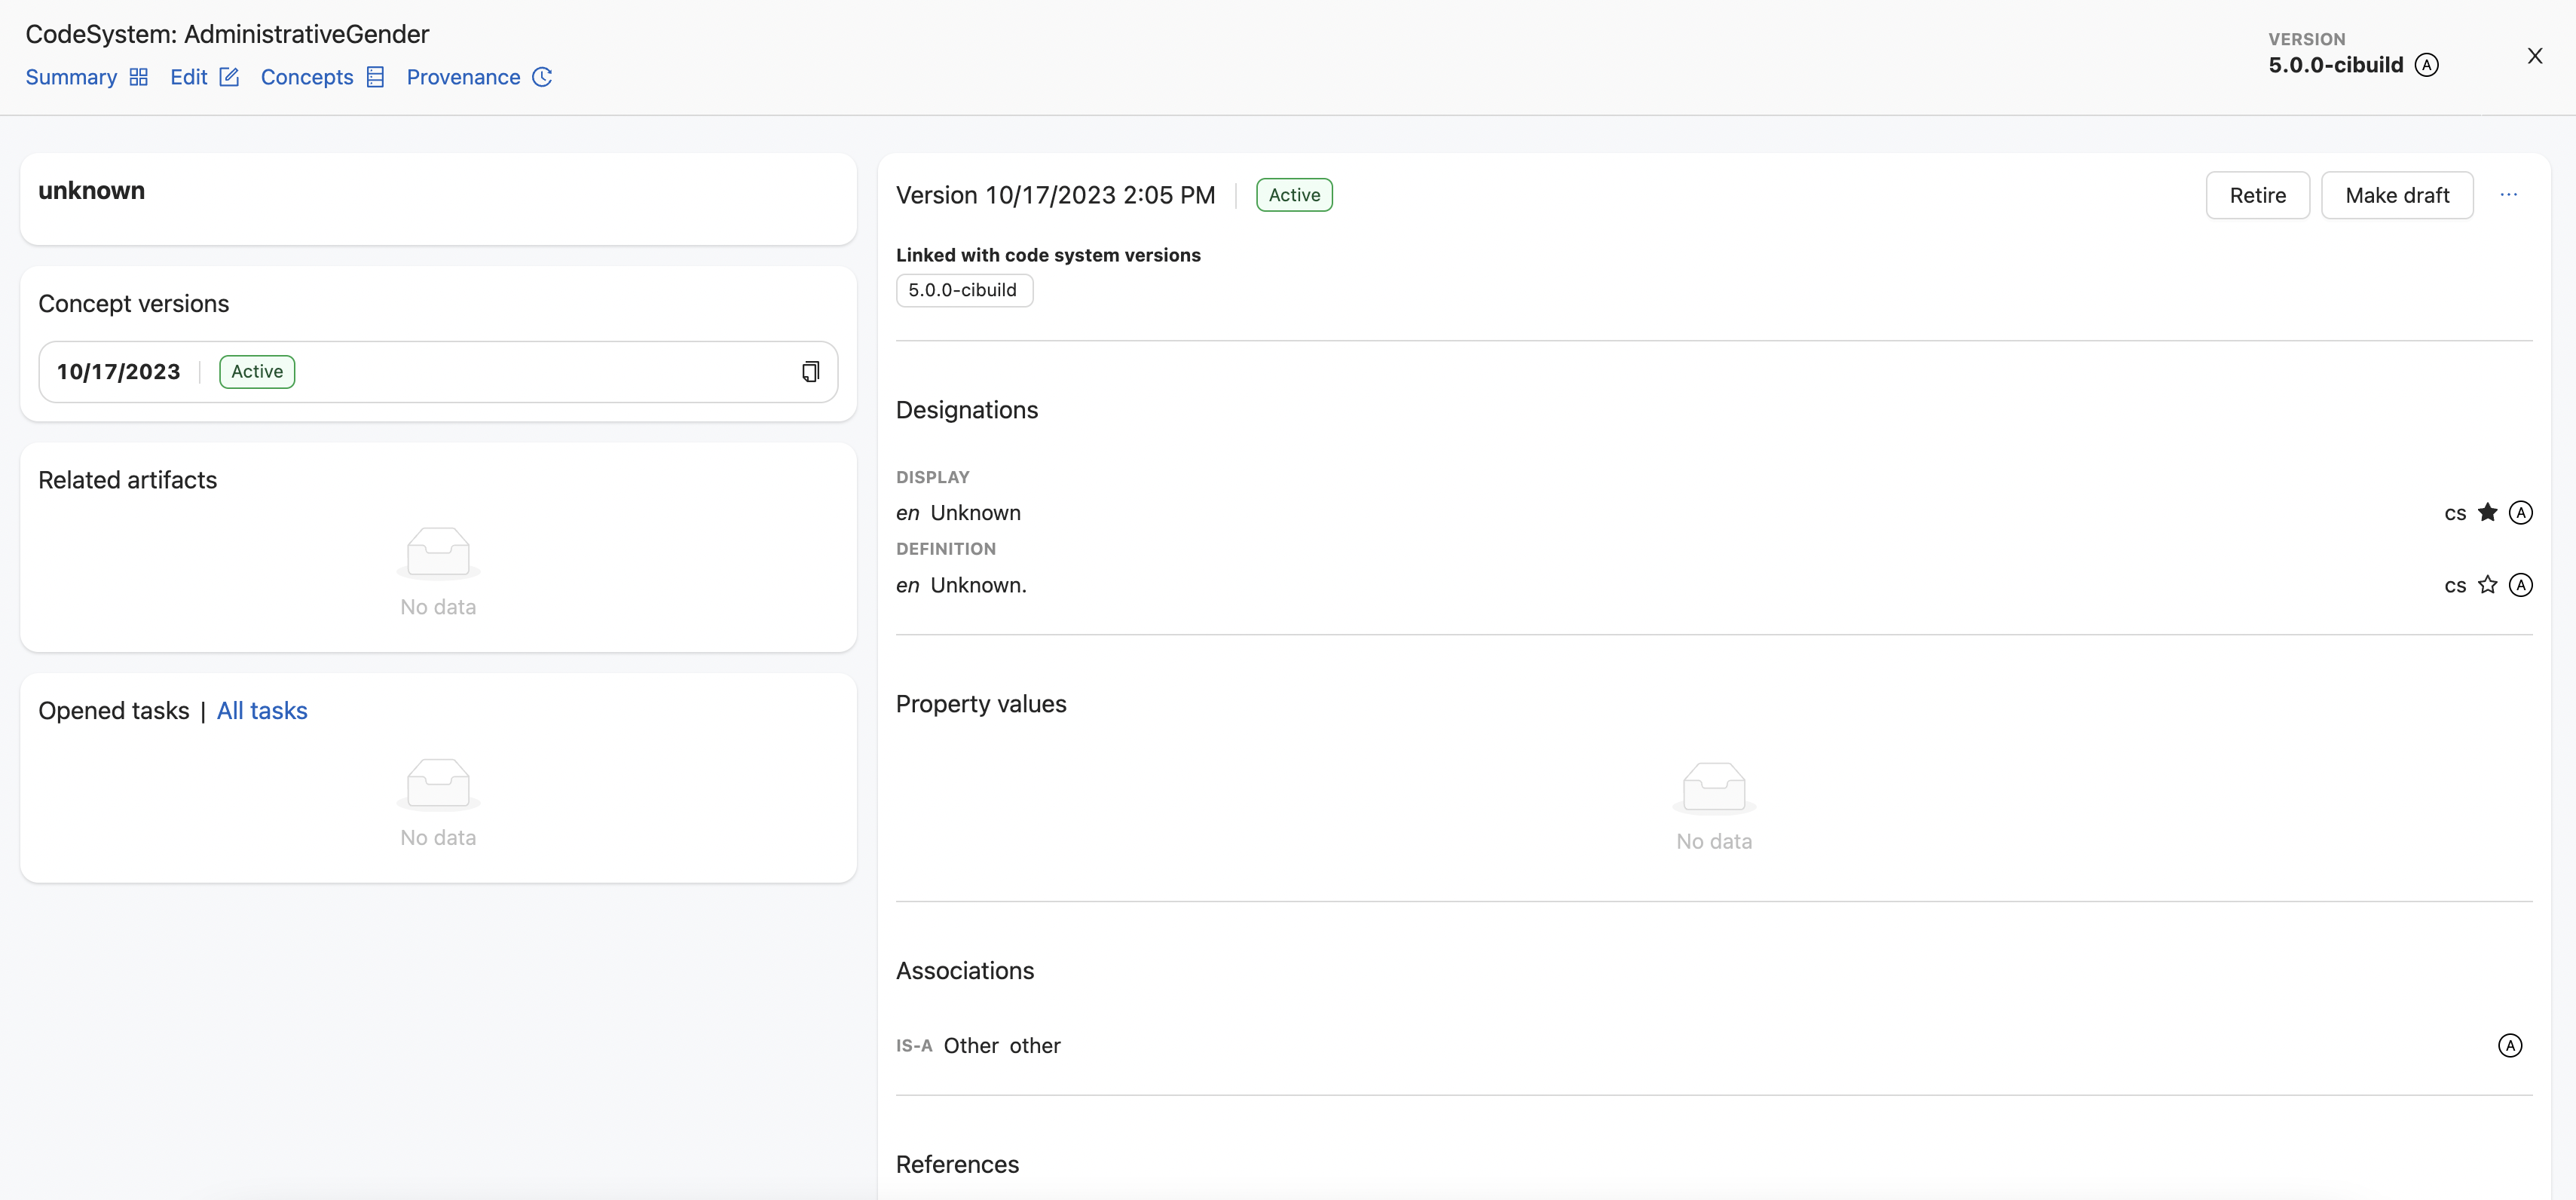 CodeSystem: AdministrativeGender
Summary Edit Concepts Provenance
VERSION
5.0.0-cibuild A
unknown
Concept versions
10/17/2023 Active
Related artifacts
No data
Opened tasks | All tasks
No data
Version 10/17/2023 2:05 PM Active Retire Make draft ...
Linked with code system versions
5.0.0-cibuild
Designations
DISPLAY
en Unknown cs A
DEFINITION
en Unknown. cs A
Property values
No data
Associations
IS-A Other other A
References